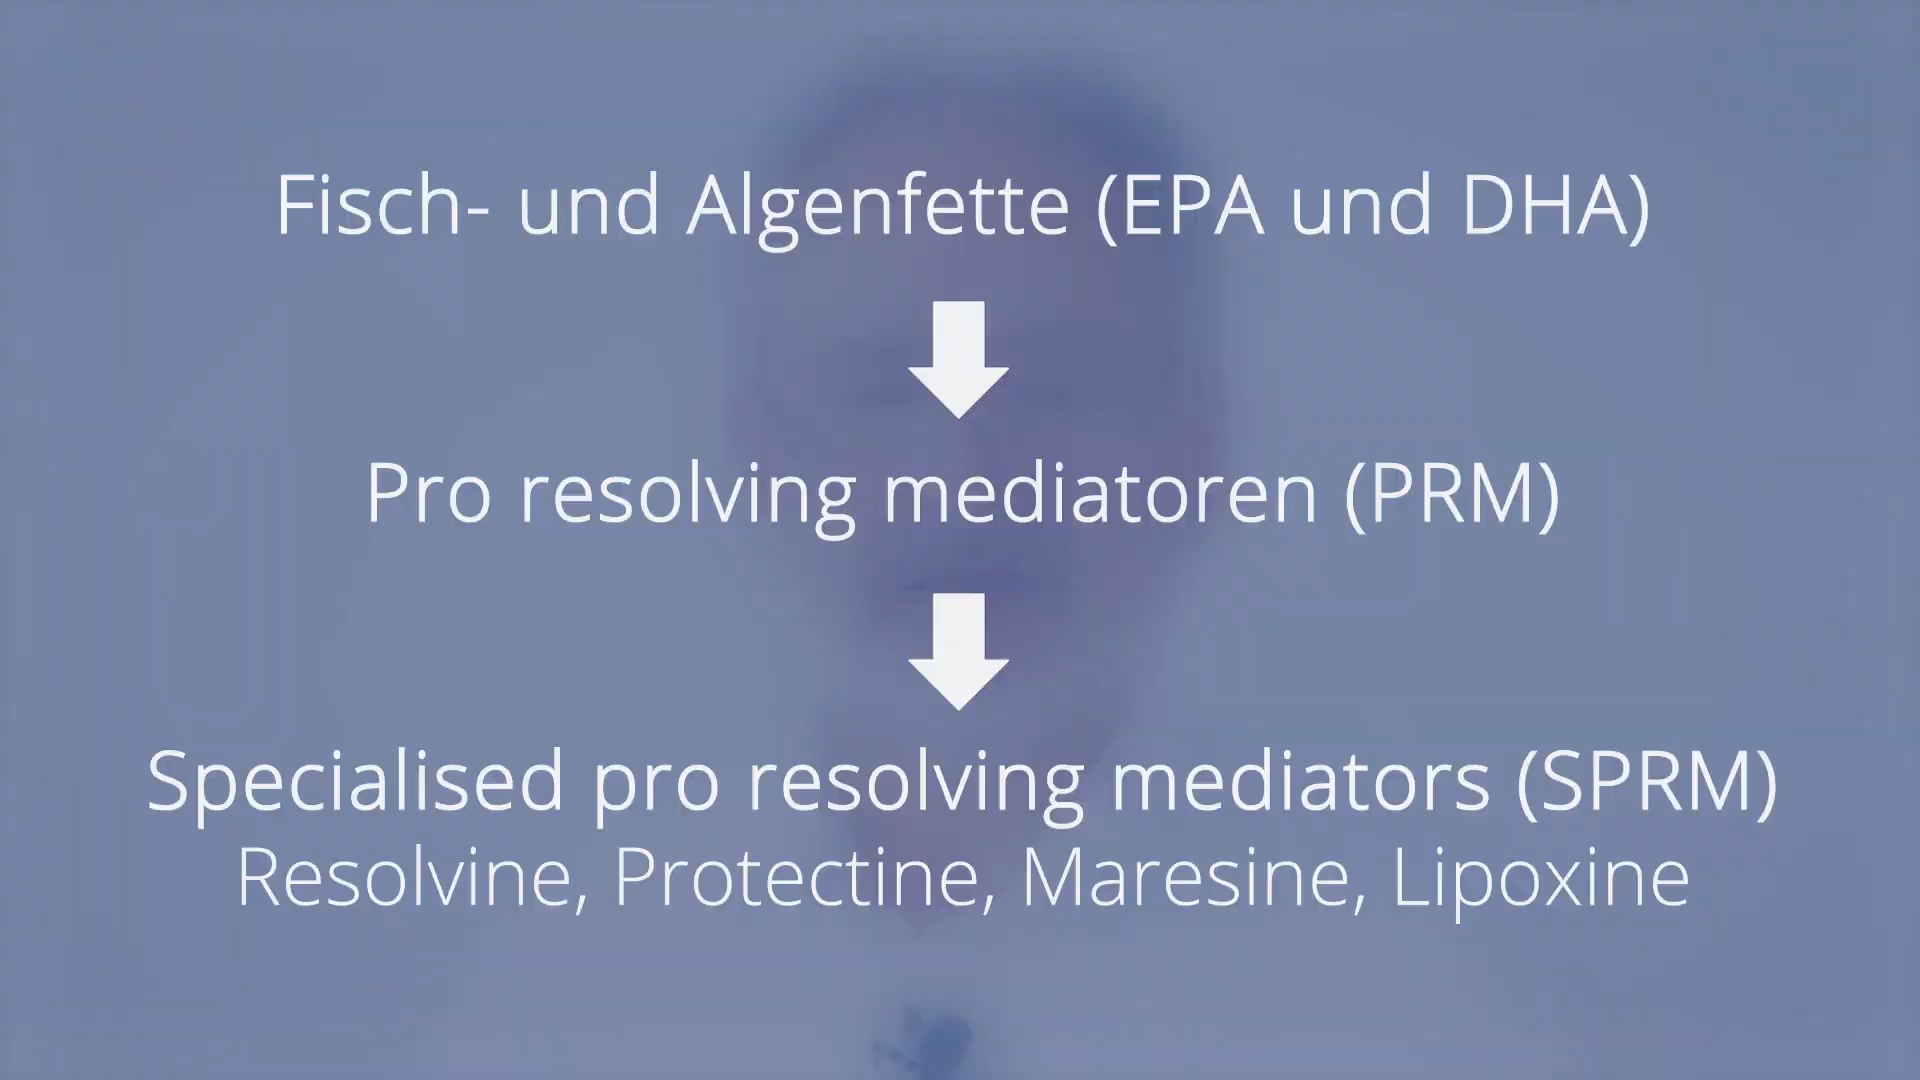 Fisch- und Algenfette (EPA und DHA)
Pro resolving mediatoren (PRM)
Specialised pro resolving mediators (SPRM)
Resolvine, Protectine, Maresine, Lipoxine